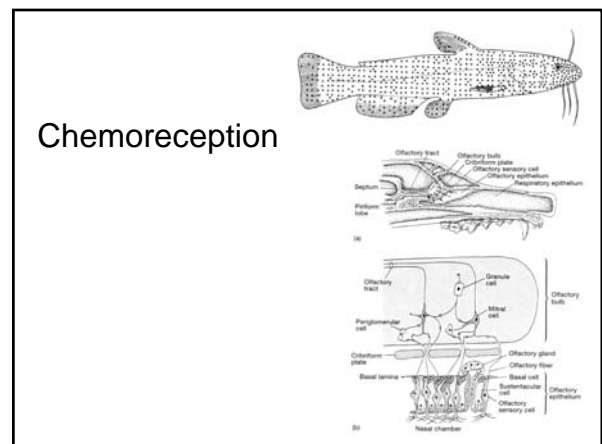 Chemoreception
Olfactory tract
Olfactory bulb
Cribriform plate
Olfactory sensory cell
Olfactory epithelium
Respiratory epithelium
Septum
Piriform
lobe
(a)
Olfactory
tract
Granule
cell
Mitral
cell
Olfactory
bulb
Periglomerular
cell
Cribriform
plate
Olfactory gland
Olfactory fiber
Basal lamina
Basal cell
Sustentacular
cell
Olfactory
epithelium
Olfactory
sensory cell
(b)
Nasal chamber